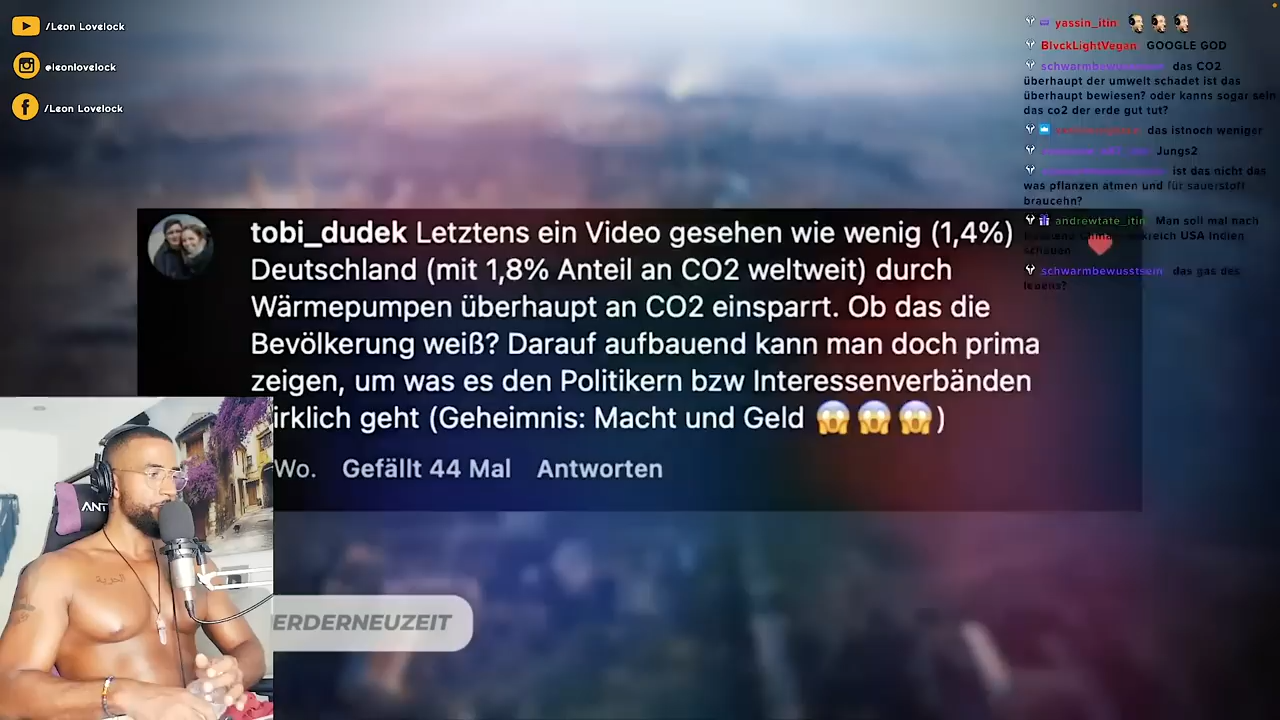 /Leon Lovelock
@leonlovelock
/Leon Lovelock
yassin_itin
BlvckLightVegan GOOGLE GOD
schwarmbewusstsein das CO2
überhaupt der umwelt schadet ist das
überhaupt bewiesen? oder kanns sogar sein
das co2 der erde gut tut?
das istnoch weniger
Jungs2
ist das nicht das
was pflanzen atmen und für sauerstoff
braucehn?
andrewtate_itin Man soll mal nach
USA Indien
schauen
schwarmbewusstsein das gas des
lebens?
tobi_dudek Letztens ein Video gesehen wie wenig (1,4%)
Deutschland (mit 1,8% Anteil an CO2 weltweit) durch
Wärmepumpen überhaupt an CO2 einsparrt. Ob das die
Bevölkerung weiß? Darauf aufbauend kann man doch prima
zeigen, um was es den Politikern bzw Interessenverbänden
irklich geht (Geheimnis: Macht und Geld 😱😱😱)
Wo. Gefällt 44 Mal Antworten
ANT
ERDERNEUZEIT